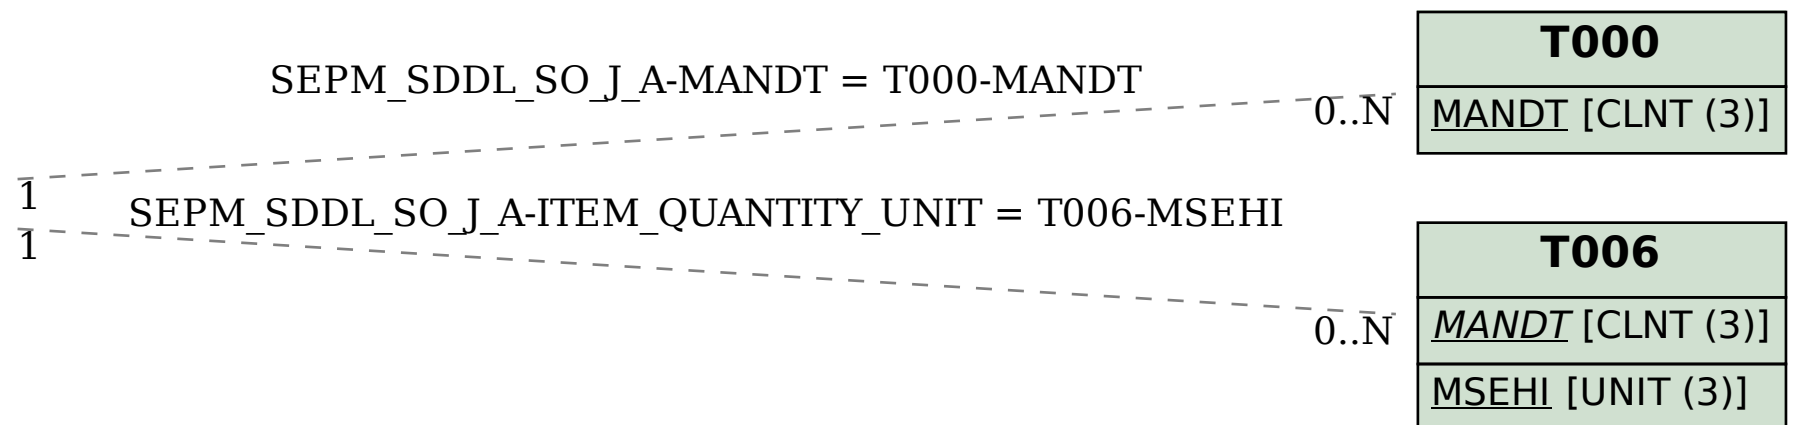 T000
SEPM_SDDL_SO_J_A-MANDT = T000-MANDT
0..N
MANDT [CLNT (3)]
1
SEPM_SDDL_SO_J_A-ITEM_QUANTITY_UNIT = T006-MSEHI
1
T006
0..N
MANDT [CLNT (3)]
MSEHI [UNIT (3)]